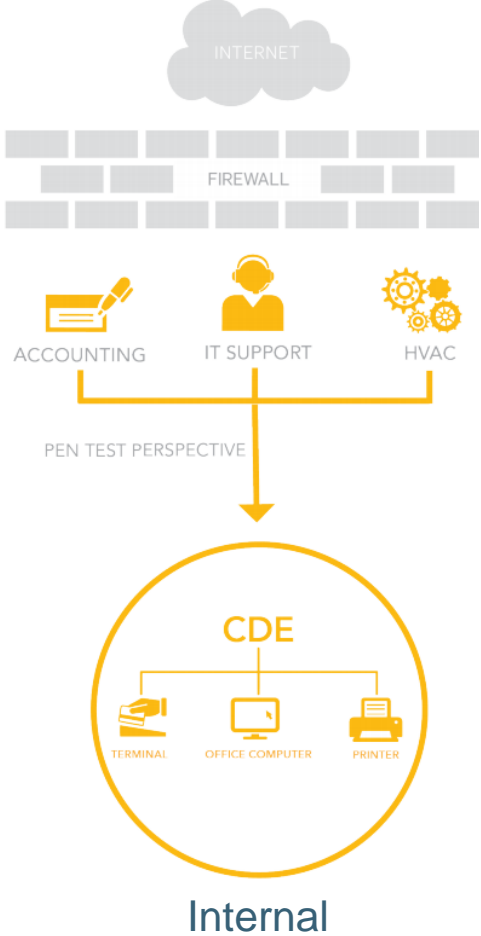 INTERNET
FIREWALL
ACCOUNTING
IT SUPPORT
HVAC
PEN TEST PERSPECTIVE
CDE
TERMINAL
OFFICE COMPUTER
PRINTER
Internal